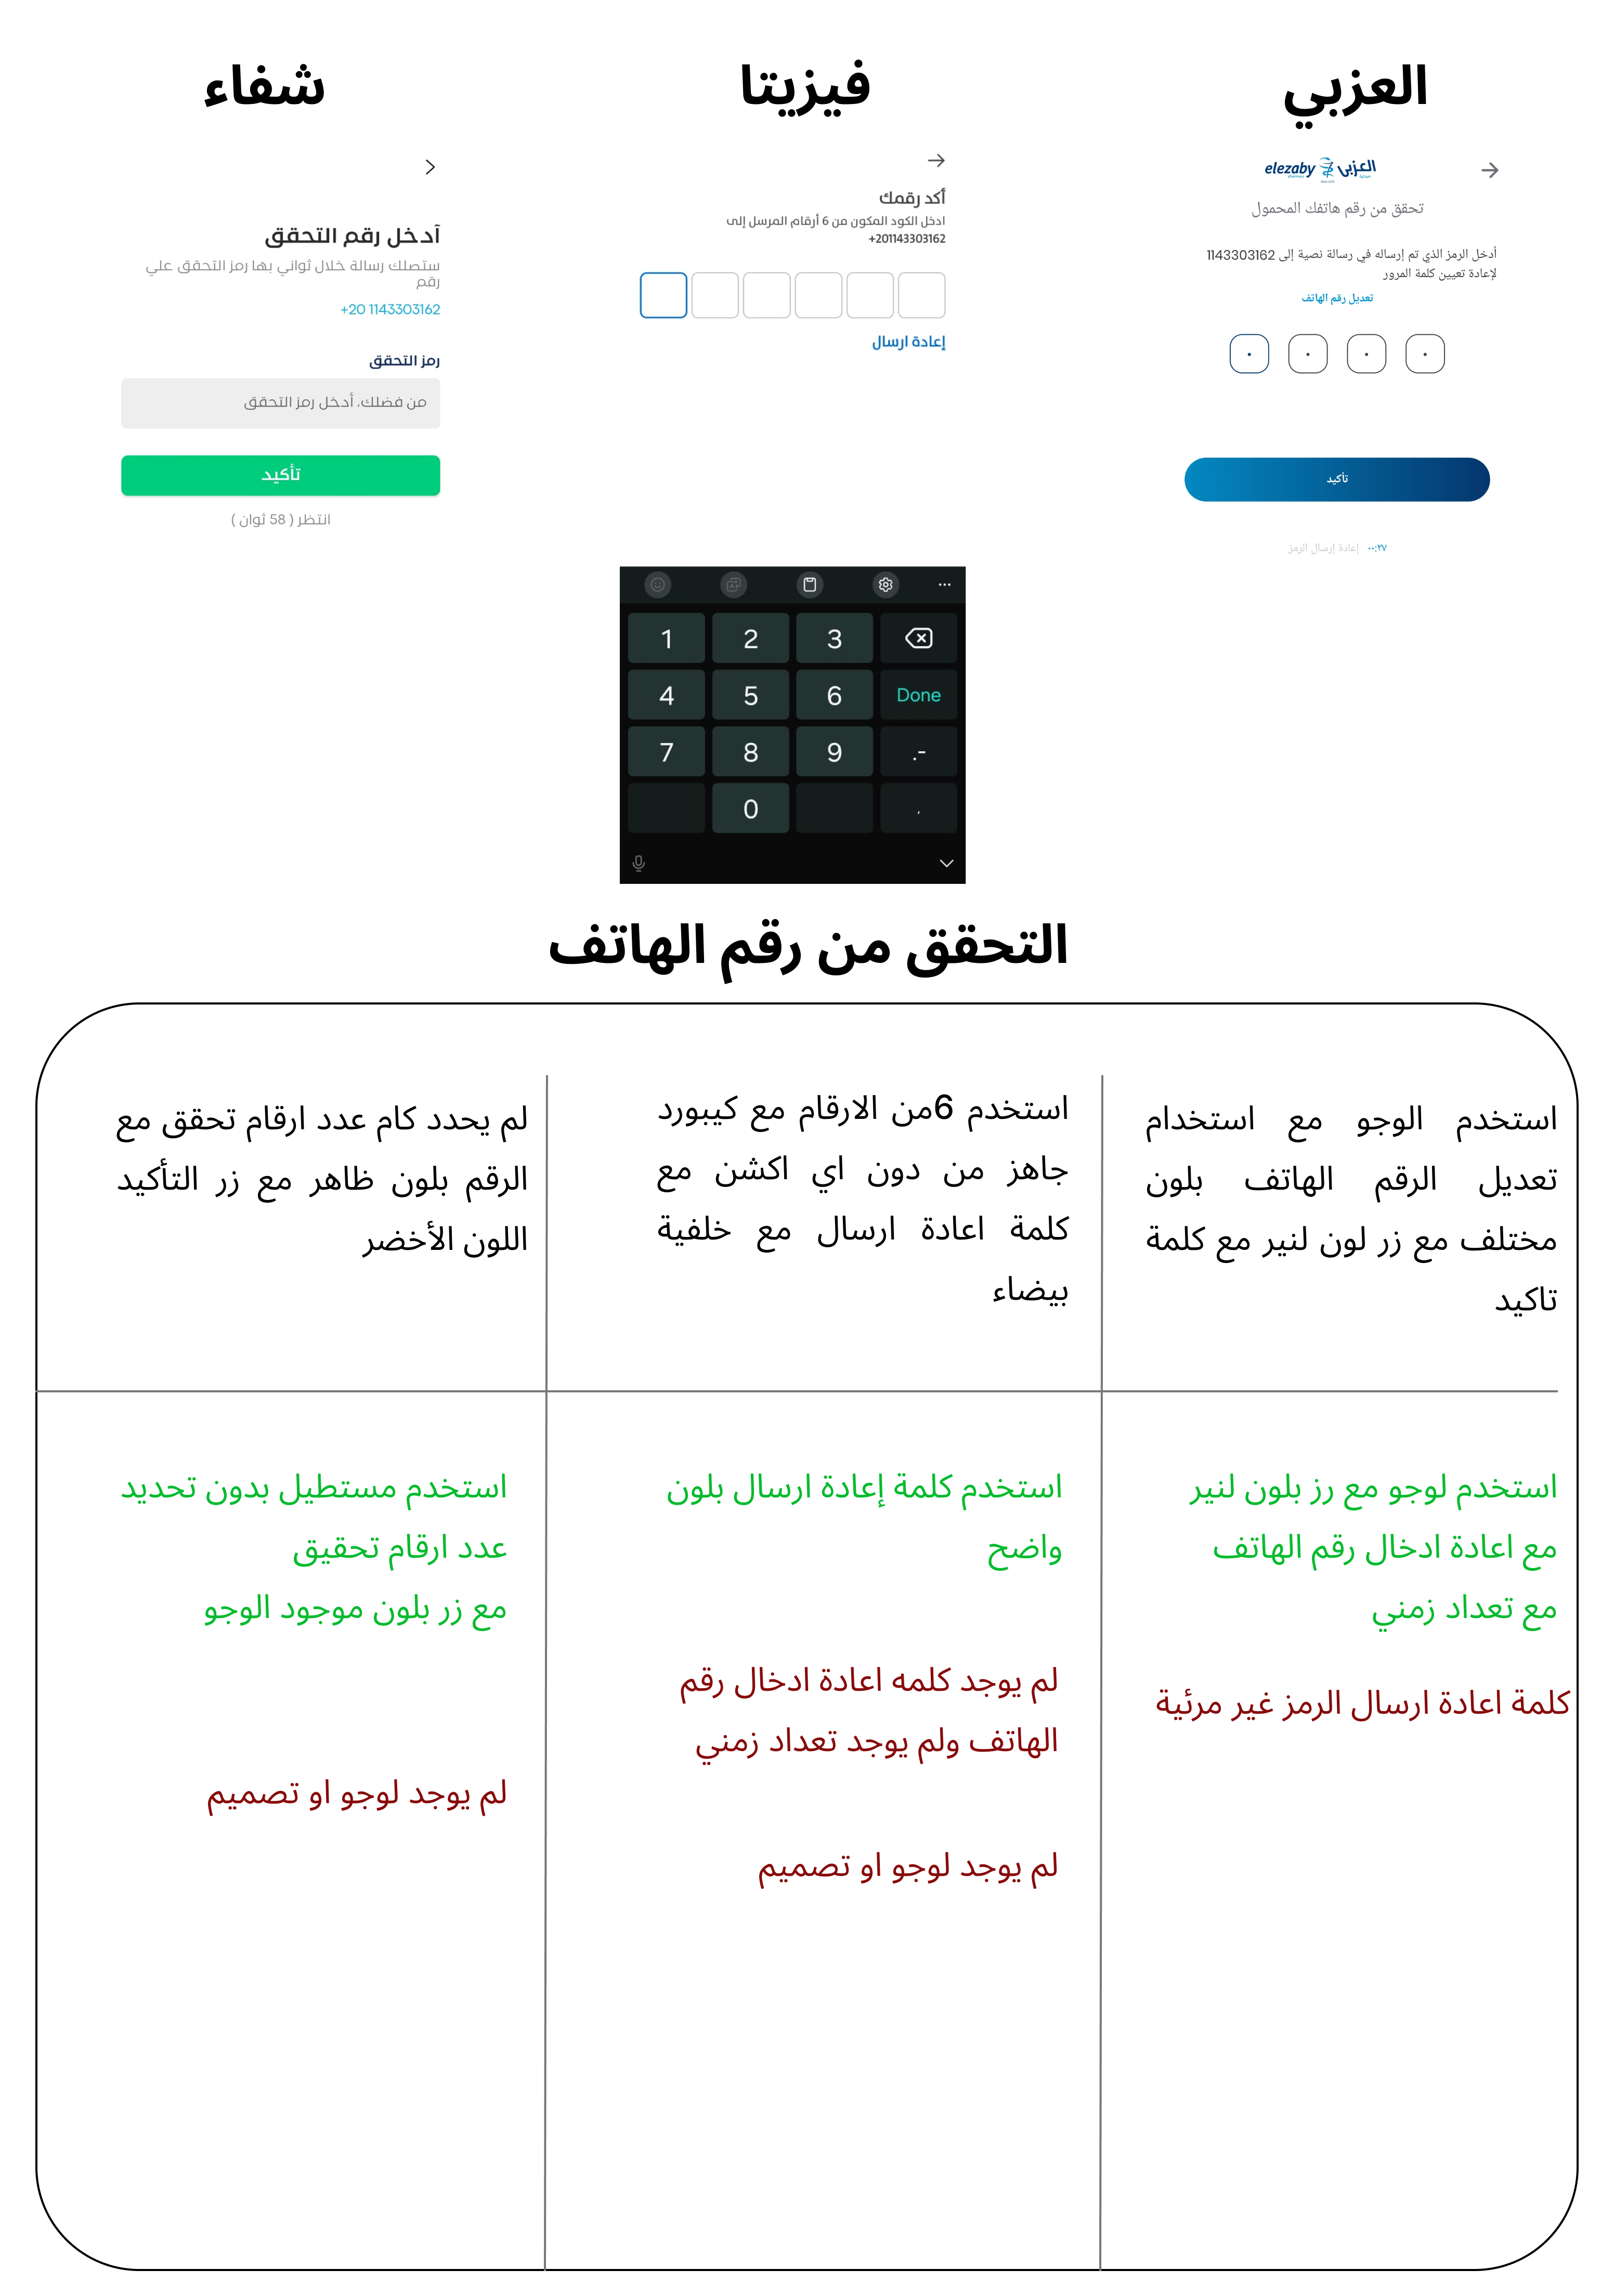 العزبي
فيزيتا
شفاء
elezaby العزبي
pharmacy صيدلية
تحقق من رقم هاتفك المحمول
أدخل الرمز الذي تم إرساله في رسالة نصية إلى 1143303162
لإعادة تعيين كلمة المرور
تعديل رقم الهاتف
تأكيد
٠٠:٢٧ إعادة إرسال الرمز
أكد رقمك
ادخل الكود المكون من 6 أرقام المرسل إلى
+201143303162
إعادة ارسال
1 2 3
4 5 6 Done
7 8 9 .-
0 ,
أدخل رقم التحقق
ستصلك رسالة خلال ثواني بها رمز التحقق علي
رقم
+20 1143303162
رمز التحقق
من فضلك، أدخل رمز التحقق
تأكيد
انتظر ( 58 ثوان )
التحقق من رقم الهاتف
استخدم الوجو مع استخدام
تعديل الرقم الهاتف بلون
مختلف مع زر لون لنير مع كلمة
تاكيد
استخدم 6من الارقام مع كيبورد
جاهز من دون اي اكشن مع
كلمة اعادة ارسال مع خلفية
بيضاء
لم يحدد كام عدد ارقام تحقق مع
الرقم بلون ظاهر مع زر التأكيد
اللون الأخضر
استخدم لوجو مع رز بلون لنير
مع اعادة ادخال رقم الهاتف
مع تعداد زمني
كلمة اعادة ارسال الرمز غير مرئية
استخدم كلمة إعادة ارسال بلون
واضح
لم يوجد كلمه اعادة ادخال رقم
الهاتف ولم يوجد تعداد زمني
لم يوجد لوجو او تصميم
استخدم مستطيل بدون تحديد
عدد ارقام تحقيق
مع زر بلون موجود الوجو
لم يوجد لوجو او تصميم